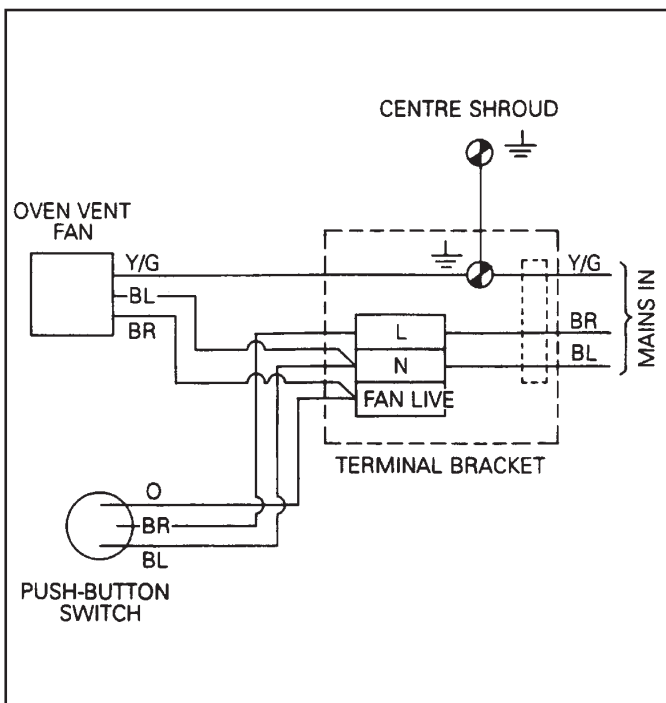 CENTRE SHROUD
OVEN VENT
FAN
Y/G
Y/G
BL
BR
L
BR
N
BL
FAN LIVE
MAINS IN
TERMINAL BRACKET
O
BR
BL
PUSH-BUTTON
SWITCH